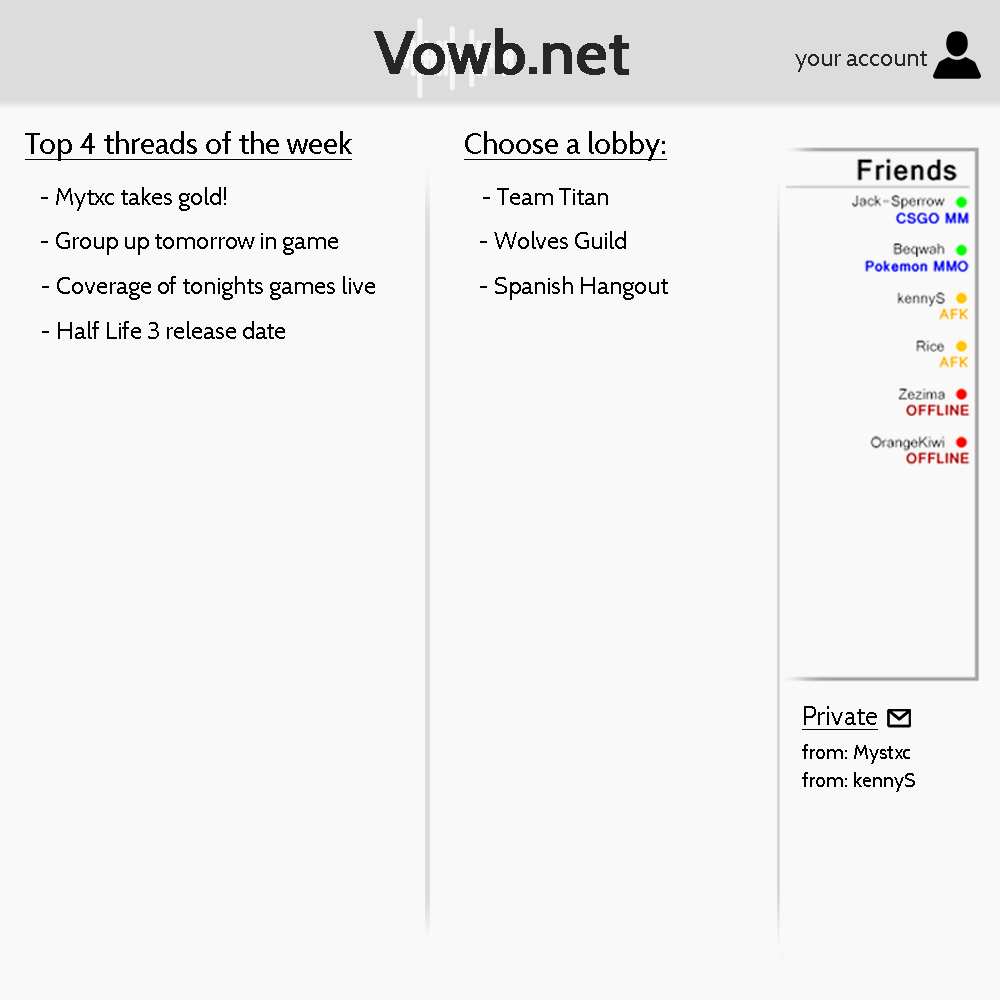 Vowb.net
your account
Top 4 threads of the week
- Mytxc takes gold!
- Group up tomorrow in game
- Coverage of tonights games live
- Half Life 3 release date
Choose a lobby:
- Team Titan
- Wolves Guild
- Spanish Hangout
Friends
Jack-Sperrow
CSGO MM
Beqwah
Pokemon MMO
kennyS
AFK
Rice
AFK
Zezima
OFFLINE
OrangeKiwi
OFFLINE
Private
from: Mystxc
from: kennyS